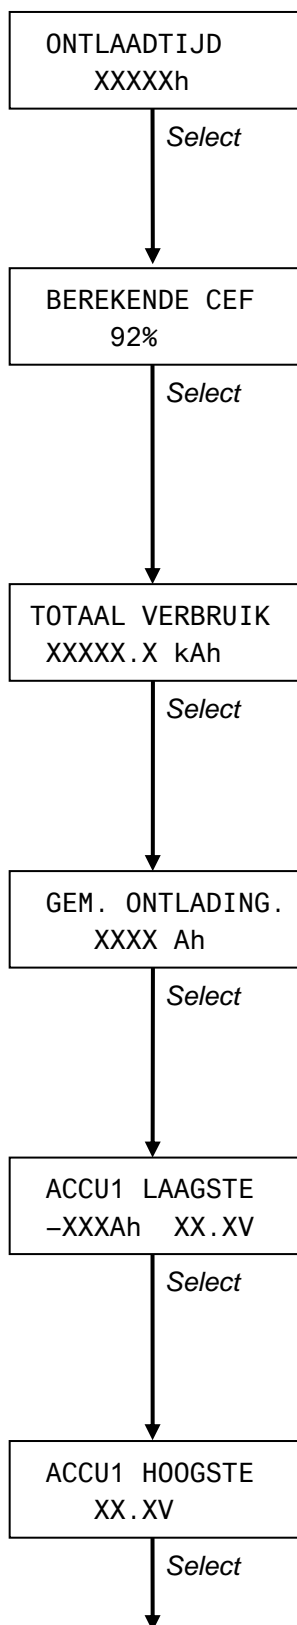 ONTLAADTIJD
XXXXXh
Select
BEREKENDE CEF
92%
Select
TOTAAL VERBRUIK
XXXXX.X kAh
Select
GEM. ONTLADING.
XXXX Ah
Select
ACCU1 LAAGSTE
–XXXAh XX.XV
Select
ACCU1 HOOGSTE
XX.XV
Select